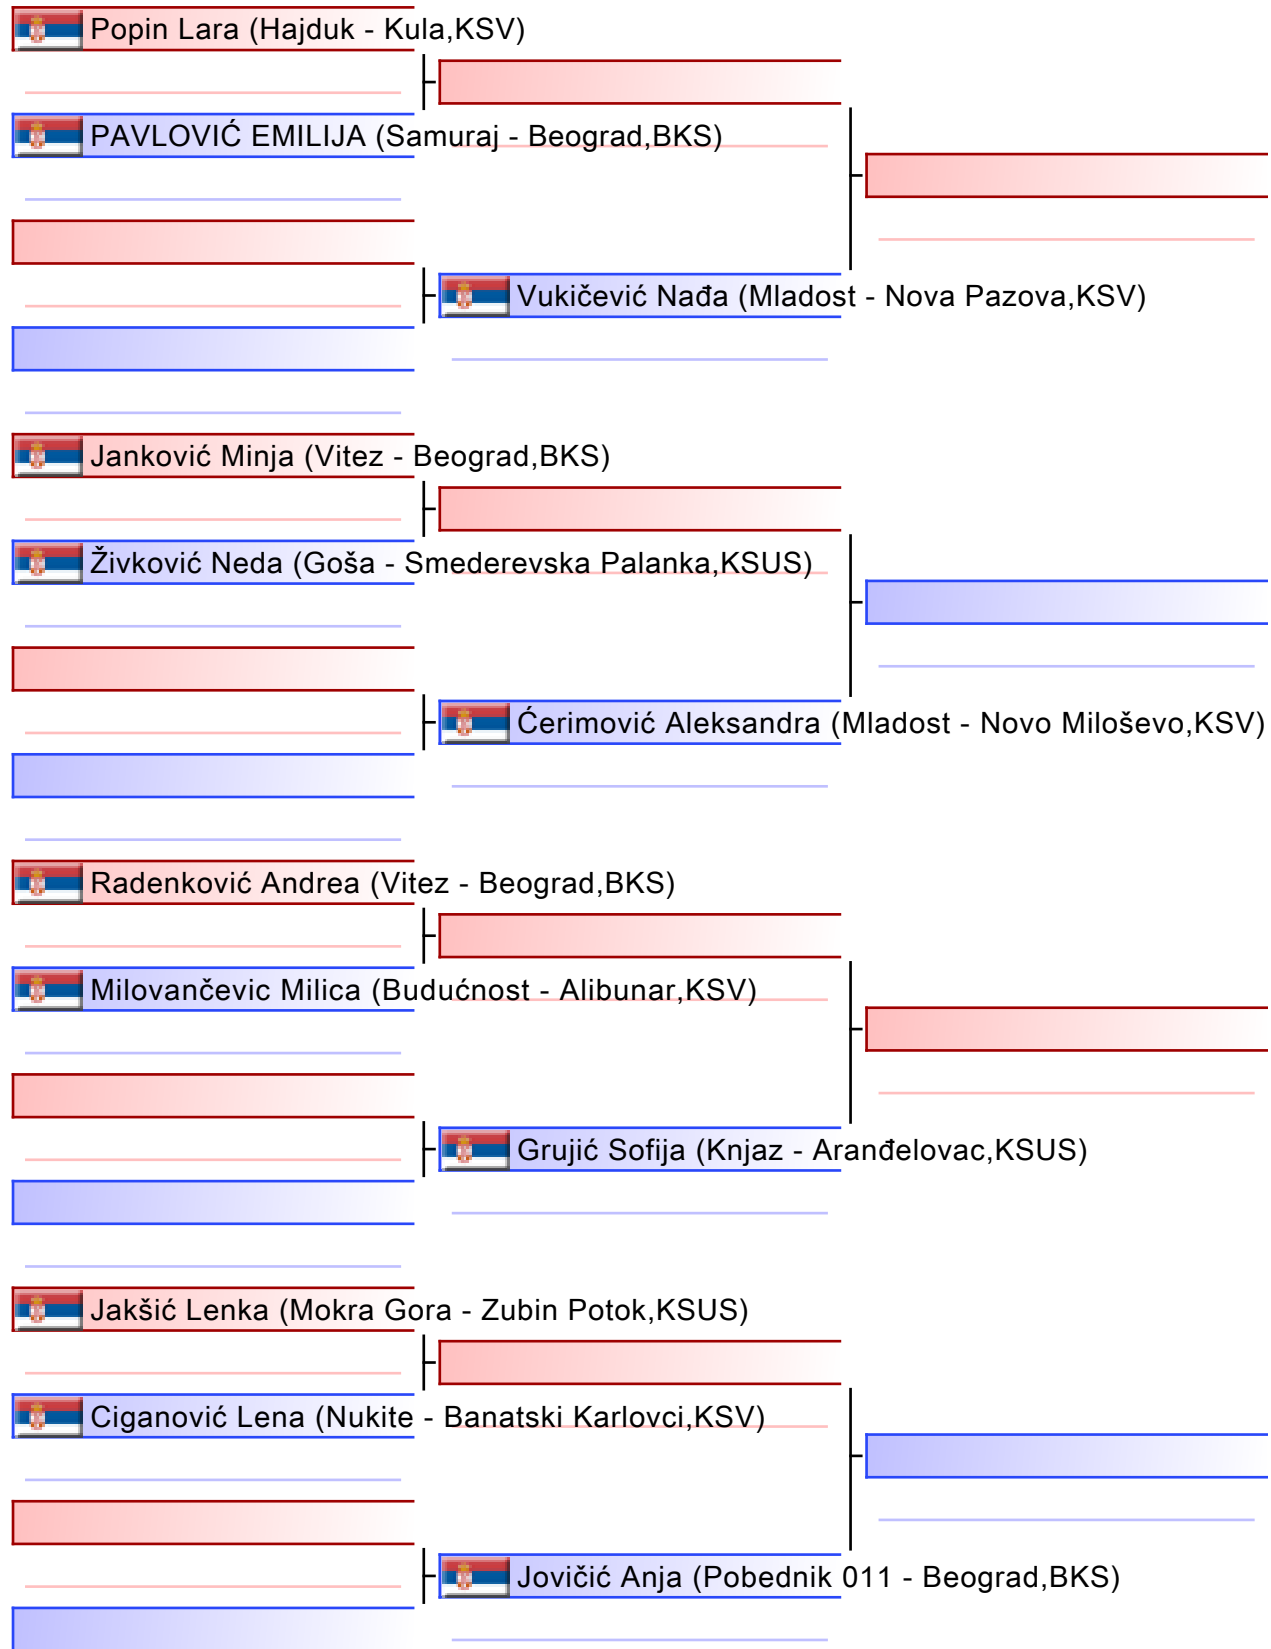 Popin Lara (Hajduk - Kula,KSV)
PAVLOVIĆ EMILIJA (Samuraj - Beograd,BKS)
Vukičević Nađa (Mladost - Nova Pazova,KSV)
Janković Minja (Vitez - Beograd,BKS)
Živković Neda (Goša - Smederevska Palanka,KSUS)
Ćerimović Aleksandra (Mladost - Novo Miloševo,KSV)
Radenković Andrea (Vitez - Beograd,BKS)
Milovančevic Milica (Budućnost - Alibunar,KSV)
Grujić Sofija (Knjaz - Aranđelovac,KSUS)
Jakšić Lenka (Mokra Gora - Zubin Potok,KSUS)
Ciganović Lena (Nukite - Banatski Karlovci,KSV)
Jovičić Anja (Pobednik 011 - Beograd,BKS)